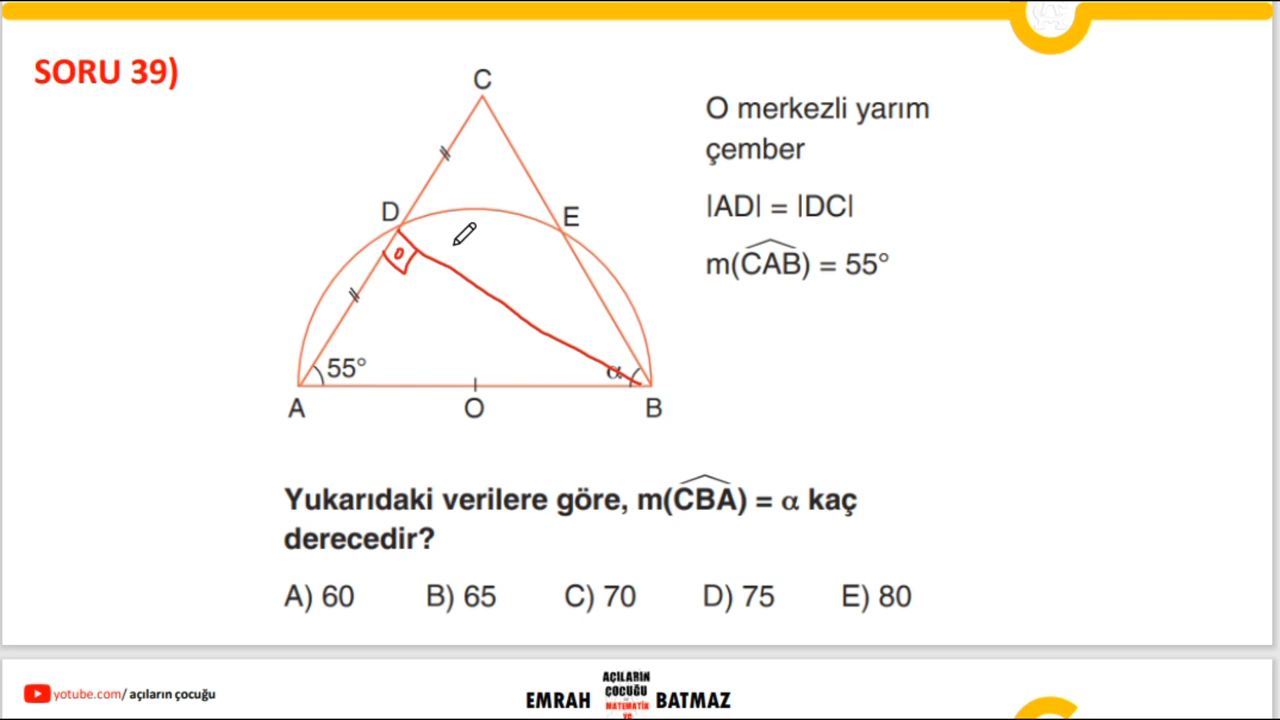 SORU 39)
C
D
E
55°
α
A
O
B
O merkezli yarım
çember
|AD| = |DC|
m(CAB) = 55°
Yukarıdaki verilere göre, m(CBA) = α kaç
derecedir?
A) 60 B) 65 C) 70 D) 75 E) 80
yotube.com/ açıların çocuğu
EMRAH
AÇILARIN
ÇOCUĞU
MATEMATİK
ve
BATMAZ